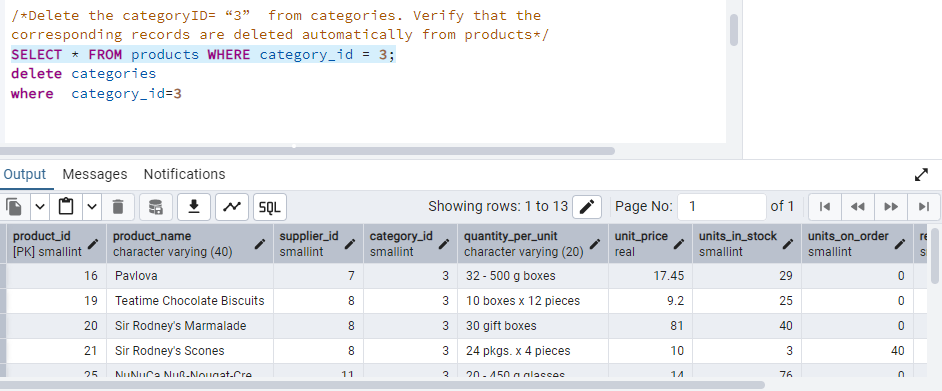 /*Delete the categoryID= “3”  from categories. Verify that the
corresponding records are deleted automatically from products*/
SELECT * FROM products WHERE category_id = 3;
delete categories
where  category_id=3
Output Messages Notifications
SQL Showing rows: 1 to 13 Page No: 1 of 1
product_id product_name supplier_id category_id quantity_per_unit unit_price units_in_stock units_on_order re
[PK] smallint character varying (40) smallint smallint character varying (20) real smallint smallint
16 Pavlova 7 3 32 - 500 g boxes 17.45 29 0
19 Teatime Chocolate Biscuits 8 3 10 boxes x 12 pieces 9.2 25 0
20 Sir Rodney's Marmalade 8 3 30 gift boxes 81 40 0
21 Sir Rodney's Scones 8 3 24 pkgs. x 4 pieces 10 3 40
25 NuNuCa Nuß-Nougat-Cre 11 3 20 - 450 g glasses 14 76 0